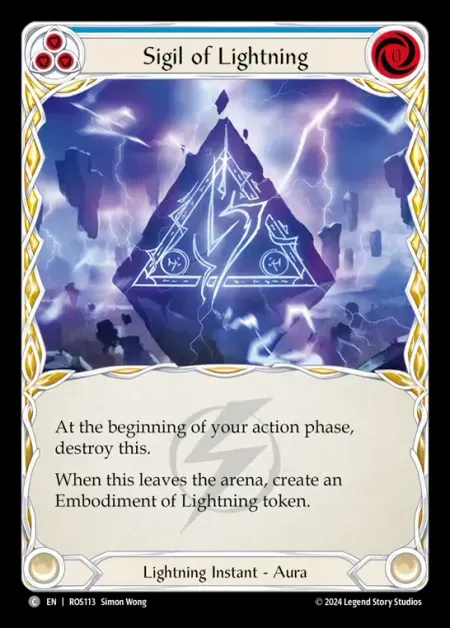 Sigil of Lightning
0
At the beginning of your action phase,
destroy this.
When this leaves the arena, create an
Embodiment of Lightning token.
Lightning Instant - Aura
C EN | ROS113 Simon Wong
© 2024 Legend Story Studios